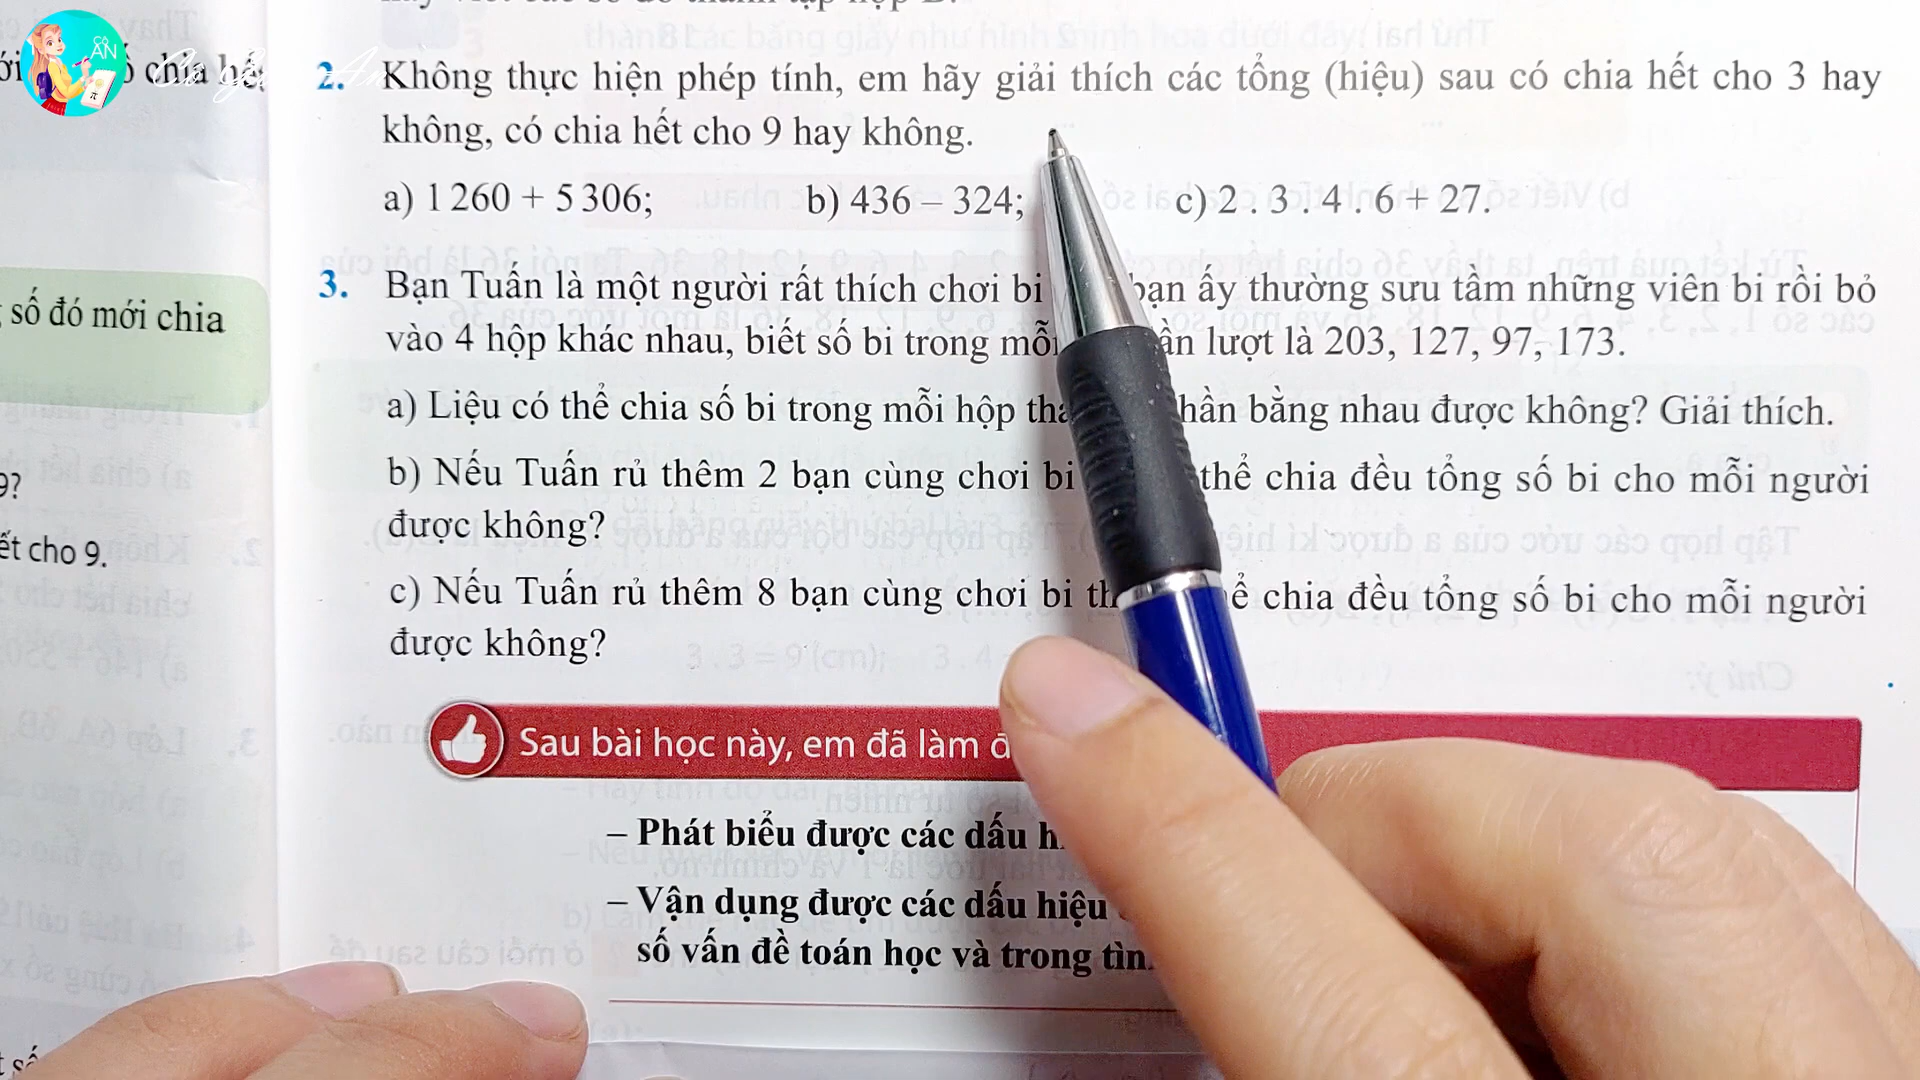 CÔ
ÂN
ới
ó chia hế
số đó mới chia
9?
ết cho 9.
2. Không thực hiện phép tính, em hãy giải thích các tổng (hiệu) sau có chia hết cho 3 hay
không, có chia hết cho 9 hay không.
a) 1 260 + 5 306; b) 436 – 324; c) 2 . 3 . 4 . 6 + 27.
3. Bạn Tuấn là một người rất thích chơi bi bạn ấy thường sưu tầm những viên bi rồi bỏ
vào 4 hộp khác nhau, biết số bi trong mỗi lần lượt là 203, 127, 97, 173.
a) Liệu có thể chia số bi trong mỗi hộp phần bằng nhau được không? Giải thích.
b) Nếu Tuấn rủ thêm 2 bạn cùng chơi bi thể chia đều tổng số bi cho mỗi người
được không?
c) Nếu Tuấn rủ thêm 8 bạn cùng chơi bi chia đều tổng số bi cho mỗi người
được không?
Sau bài học này, em đã làm
– Phát biểu được các dấu
– Vận dụng được các dấu hiệu
số vấn đề toán học và trong